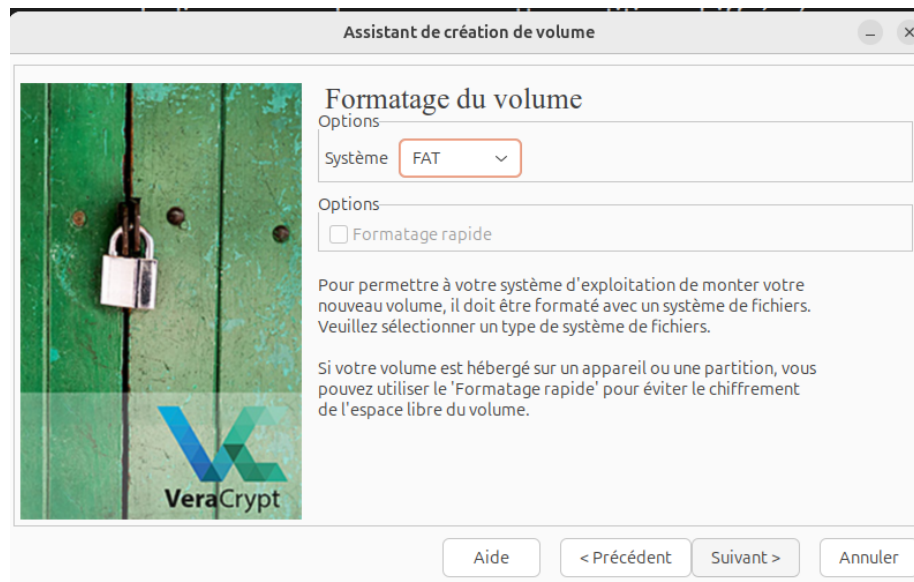 Assistant de création de volume
Formatage du volume
Options
Système FAT
Options
Formatage rapide
Pour permettre à votre système d'exploitation de monter votre
nouveau volume, il doit être formaté avec un système de fichiers.
Veuillez sélectionner un type de système de fichiers.
Si votre volume est hébergé sur un appareil ou une partition, vous
pouvez utiliser le 'Formatage rapide' pour éviter le chiffrement
de l'espace libre du volume.
VeraCrypt
Aide < Précédent Suivant > Annuler